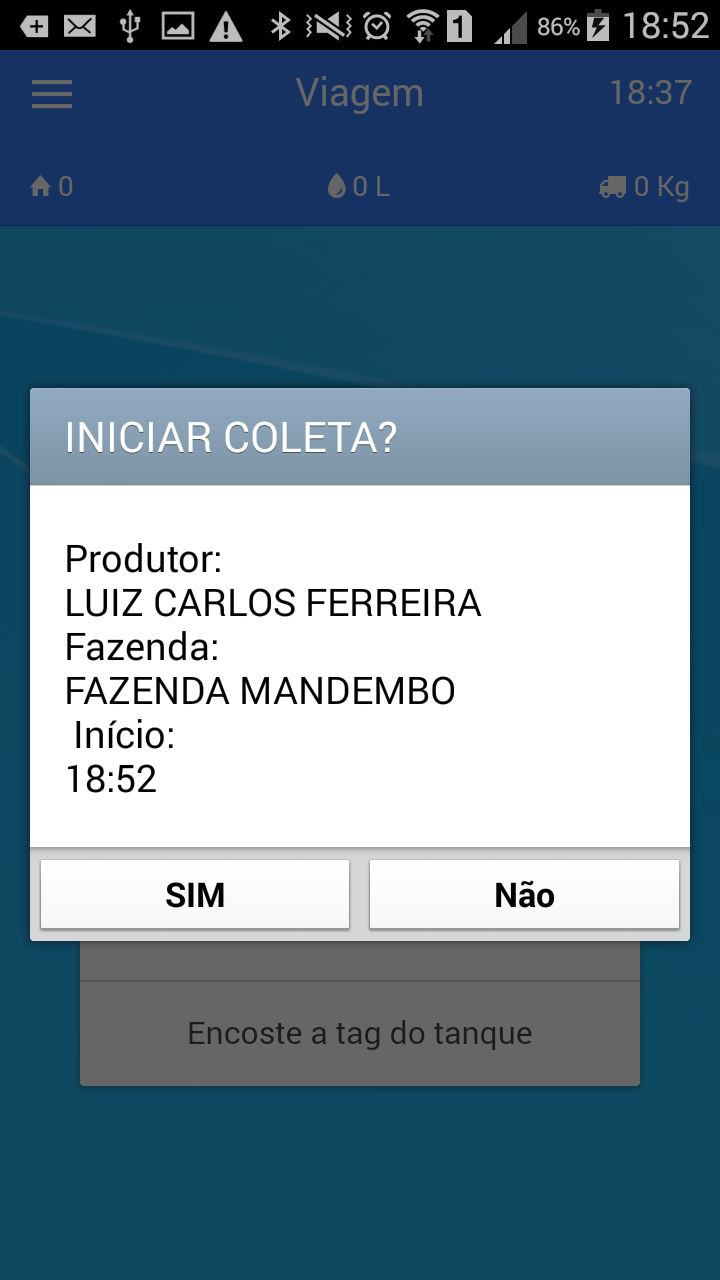 1 86% 18:52
Viagem 18:37
0 0 L 0 Kg
INICIAR COLETA?
Produtor:
LUIZ CARLOS FERREIRA
Fazenda:
FAZENDA MANDEMBO
Início:
18:52
SIM Não
Encoste a tag do tanque